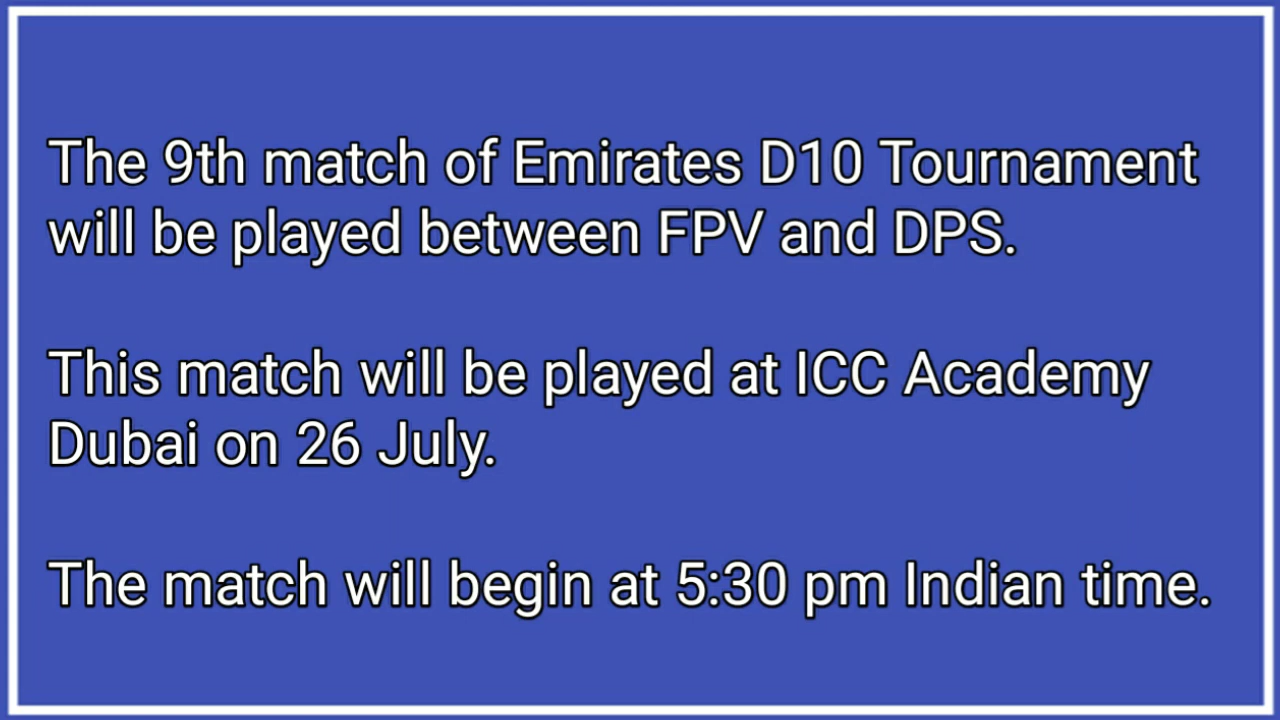 The 9th match of Emirates D10 Tournament
will be played between FPV and DPS.
This match will be played at ICC Academy
Dubai on 26 July.
The match will begin at 5:30 pm Indian time.